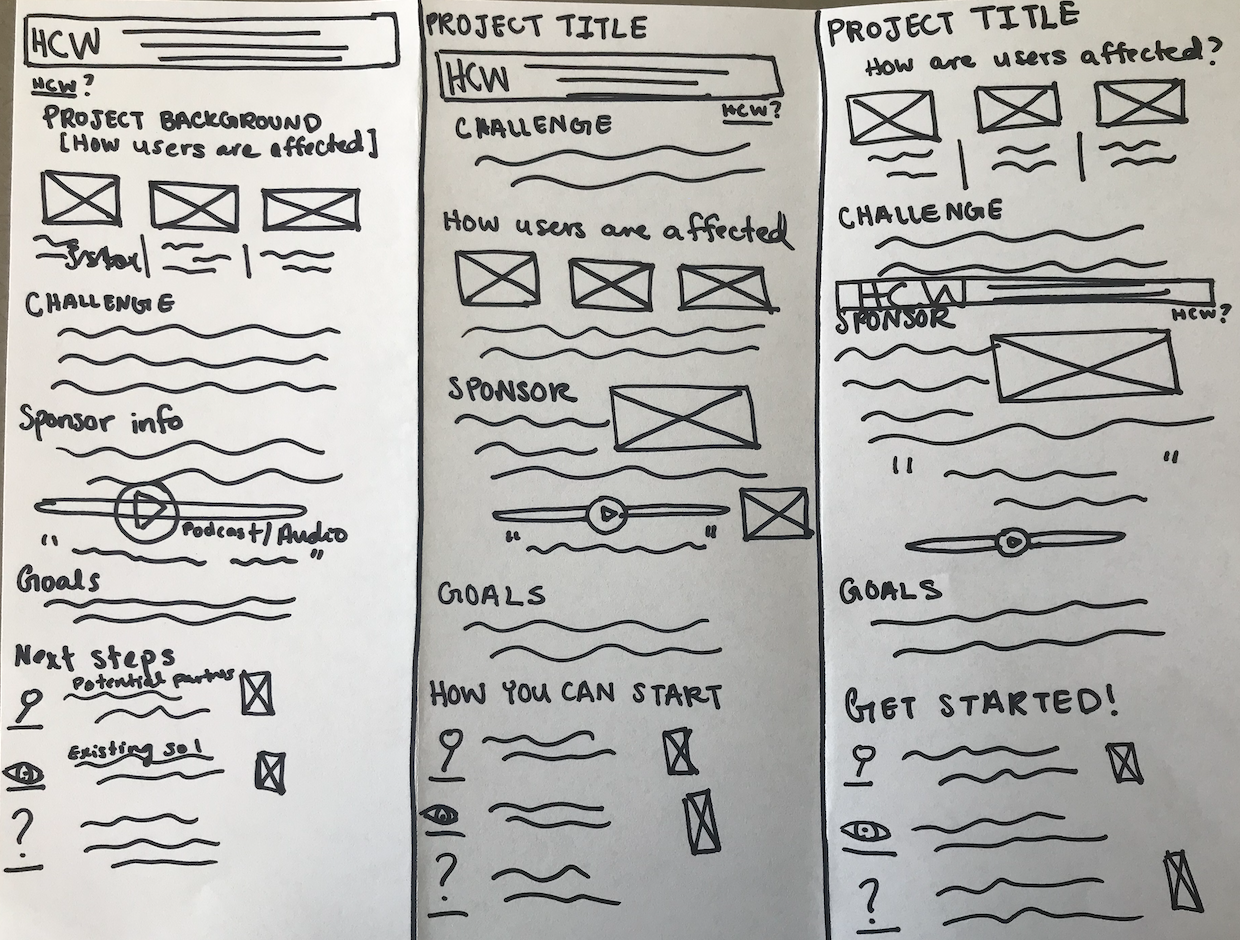 HCW
HCW?
PROJECT BACKGROUND
[How users are affected]
CHALLENGE
Sponsor info
Podcast/Audio
" "
Goals
Next steps
Potential
Existing sol
?
PROJECT TITLE
HCW
HCW?
CHALLENGE
How users are affected
SPONSOR
" "
GOALS
HOW YOU CAN START
?
PROJECT TITLE
How are users affected?
CHALLENGE
HCW
HCW?
SPONSOR
" "
GOALS
GET STARTED!
?